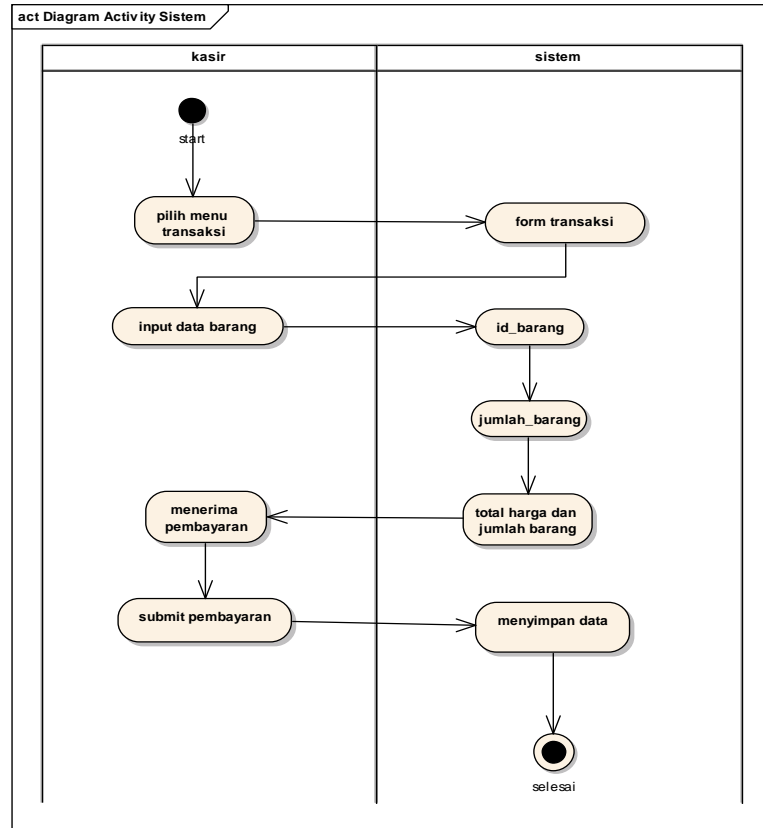 act Diagram Activity Sistem
kasir
sistem
start
pilih menu
transaksi
form transaksi
input data barang
id_barang
jumlah_barang
total harga dan
jumlah barang
menerima
pembayaran
submit pembayaran
menyimpan data
selesai